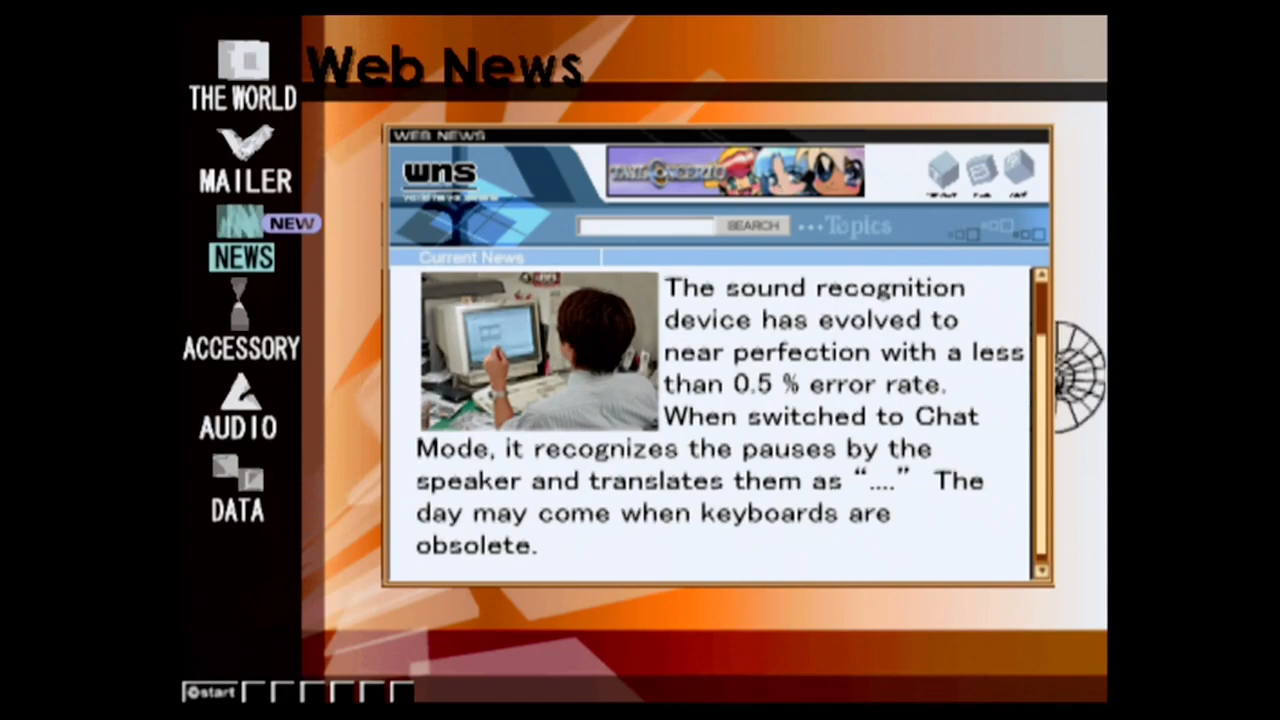 Web News
THE WORLD
MAILER
NEW
NEWS
ACCESSORY
AUDIO
DATA
WEB NEWS
wns
TAIL CONCERTO
SEARCH
...Topics
Current News
The sound recognition
device has evolved to
near perfection with a less
than 0.5 % error rate.
When switched to Chat
Mode, it recognizes the pauses by the
speaker and translates them as “....” The
day may come when keyboards are
obsolete.
start